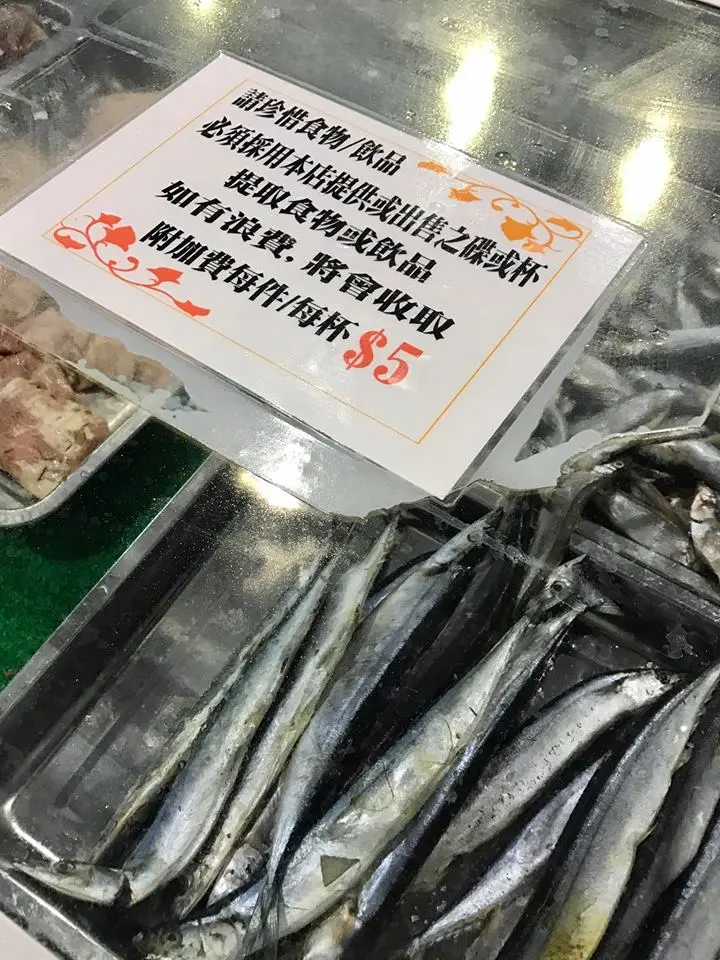 請珍惜食物/飲品
必須採用本店提供或出售之碟或杯
提取食物或飲品
如有浪費,將會收取
附加費每件/每杯$5